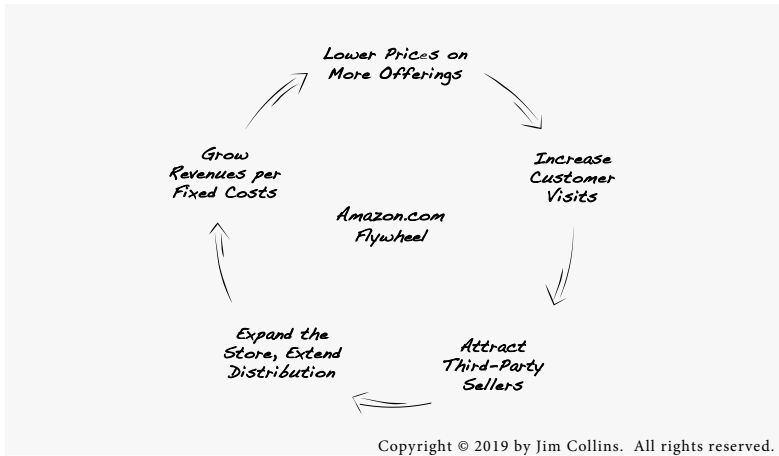 Lower Prices on
More Offerings
Increase
Customer
Visits
Attract
Third-Party
Sellers
Expand the
Store, Extend
Distribution
Grow
Revenues per
Fixed Costs
Amazon.com
Flywheel
Copyright © 2019 by Jim Collins. All rights reserved.